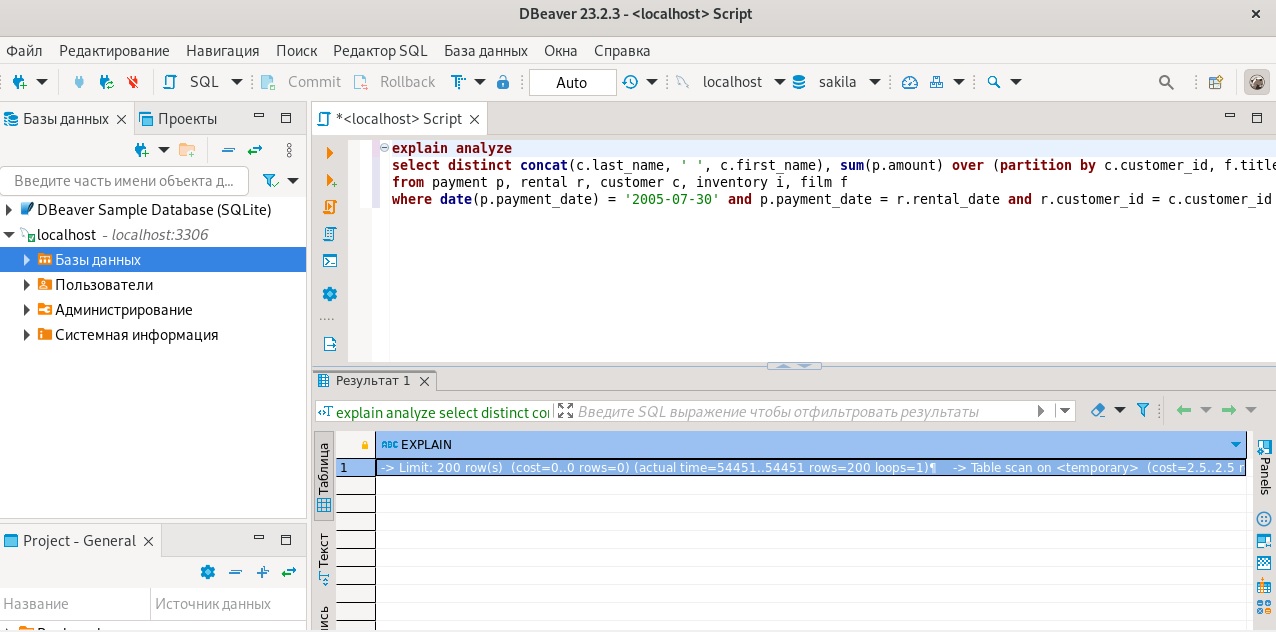 DBeaver 23.2.3 - <localhost> Script
Файл Редактирование Навигация Поиск Редактор SQL База данных Окна Справка
SQL Commit Rollback Auto localhost sakila
Базы данных Проекты
Введите часть имени объекта д...
DBeaver Sample Database (SQLite)
localhost - localhost:3306
Базы данных
Пользователи
Администрирование
Системная информация
*<localhost> Script
explain analyze
select distinct concat(c.last_name, ' ', c.first_name), sum(p.amount) over (partition by c.customer_id, f.title
from payment p, rental r, customer c, inventory i, film f
where date(p.payment_date) = '2005-07-30' and p.payment_date = r.rental_date and r.customer_id = c.customer_id
Результат 1
explain analyze select distinct co
Введите SQL выражение чтобы отфильтровать результаты
Таблица
Текст
ABC EXPLAIN
1 -> Limit: 200 row(s) (cost=0..0 rows=0) (actual time=54451..54451 rows=200 loops=1)¶ -> Table scan on <temporary> (cost=2.5..2.5 r
Panels
Project - General
Название Источник данных